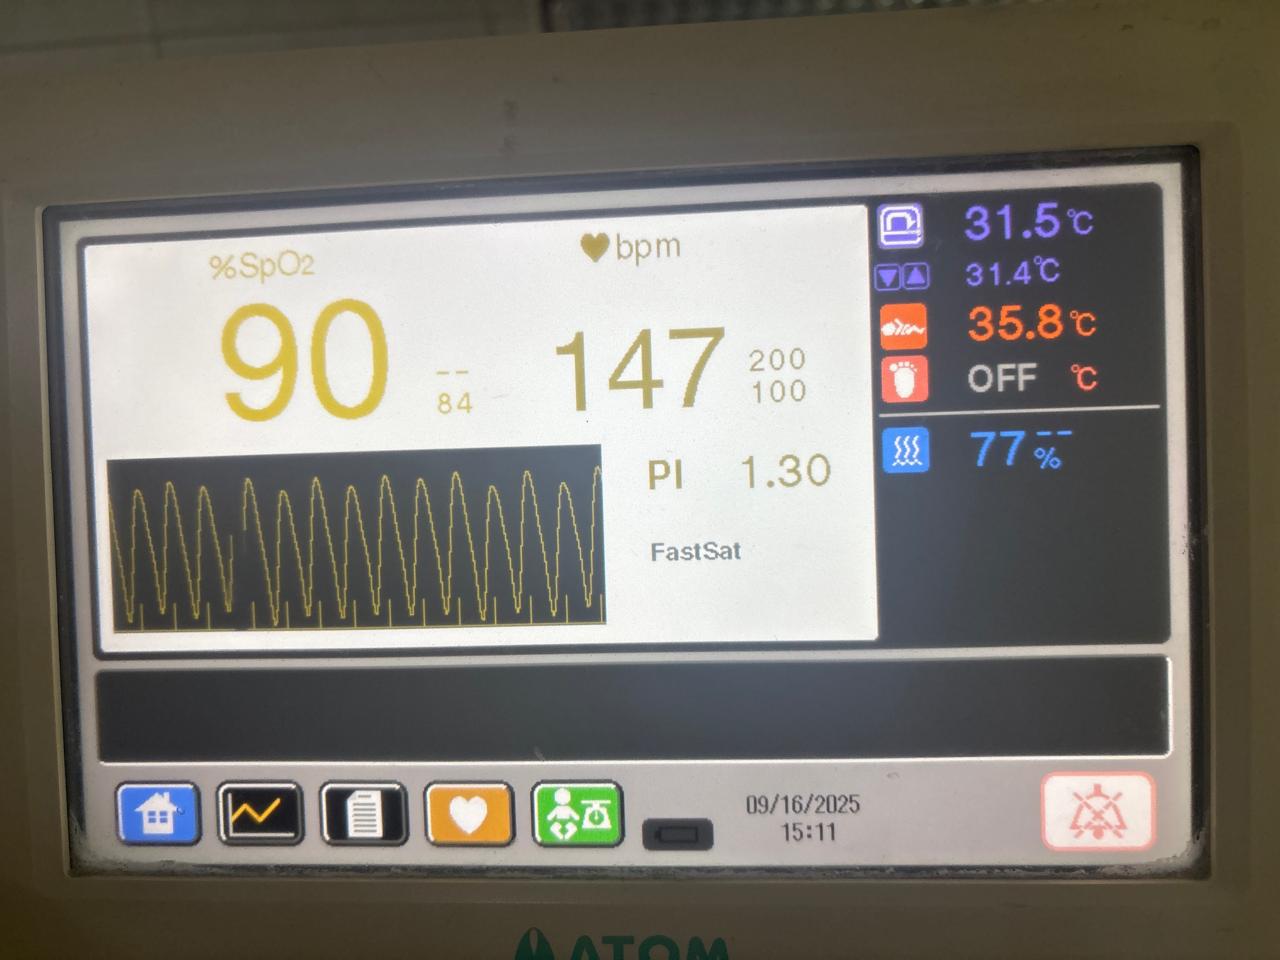 %SpO2
90
--
84
bpm
147
200
100
PI 1.30
FastSat
31.5℃
31.4℃
35.8℃
OFF ℃
77 --
%
09/16/2025
15:11
ATOM